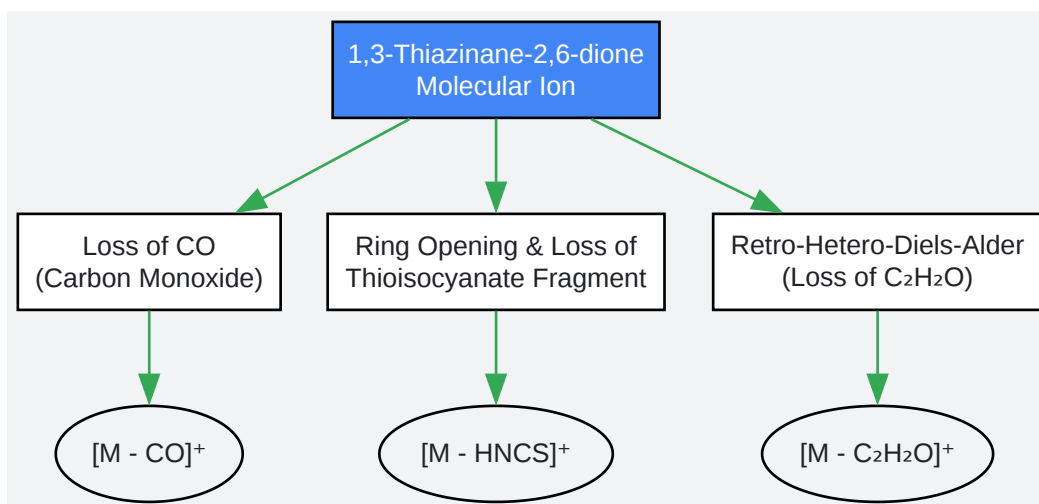 1,3-Thiazinane-2,6-dione
Molecular Ion
Loss of CO
(Carbon Monoxide)
Ring Opening & Loss of
Thioisocyanate Fragment
Retro-Hetero-Diels-Alder
(Loss of C₂H₂O)
[M - CO]⁺
[M - HNCS]⁺
[M - C₂H₂O]⁺